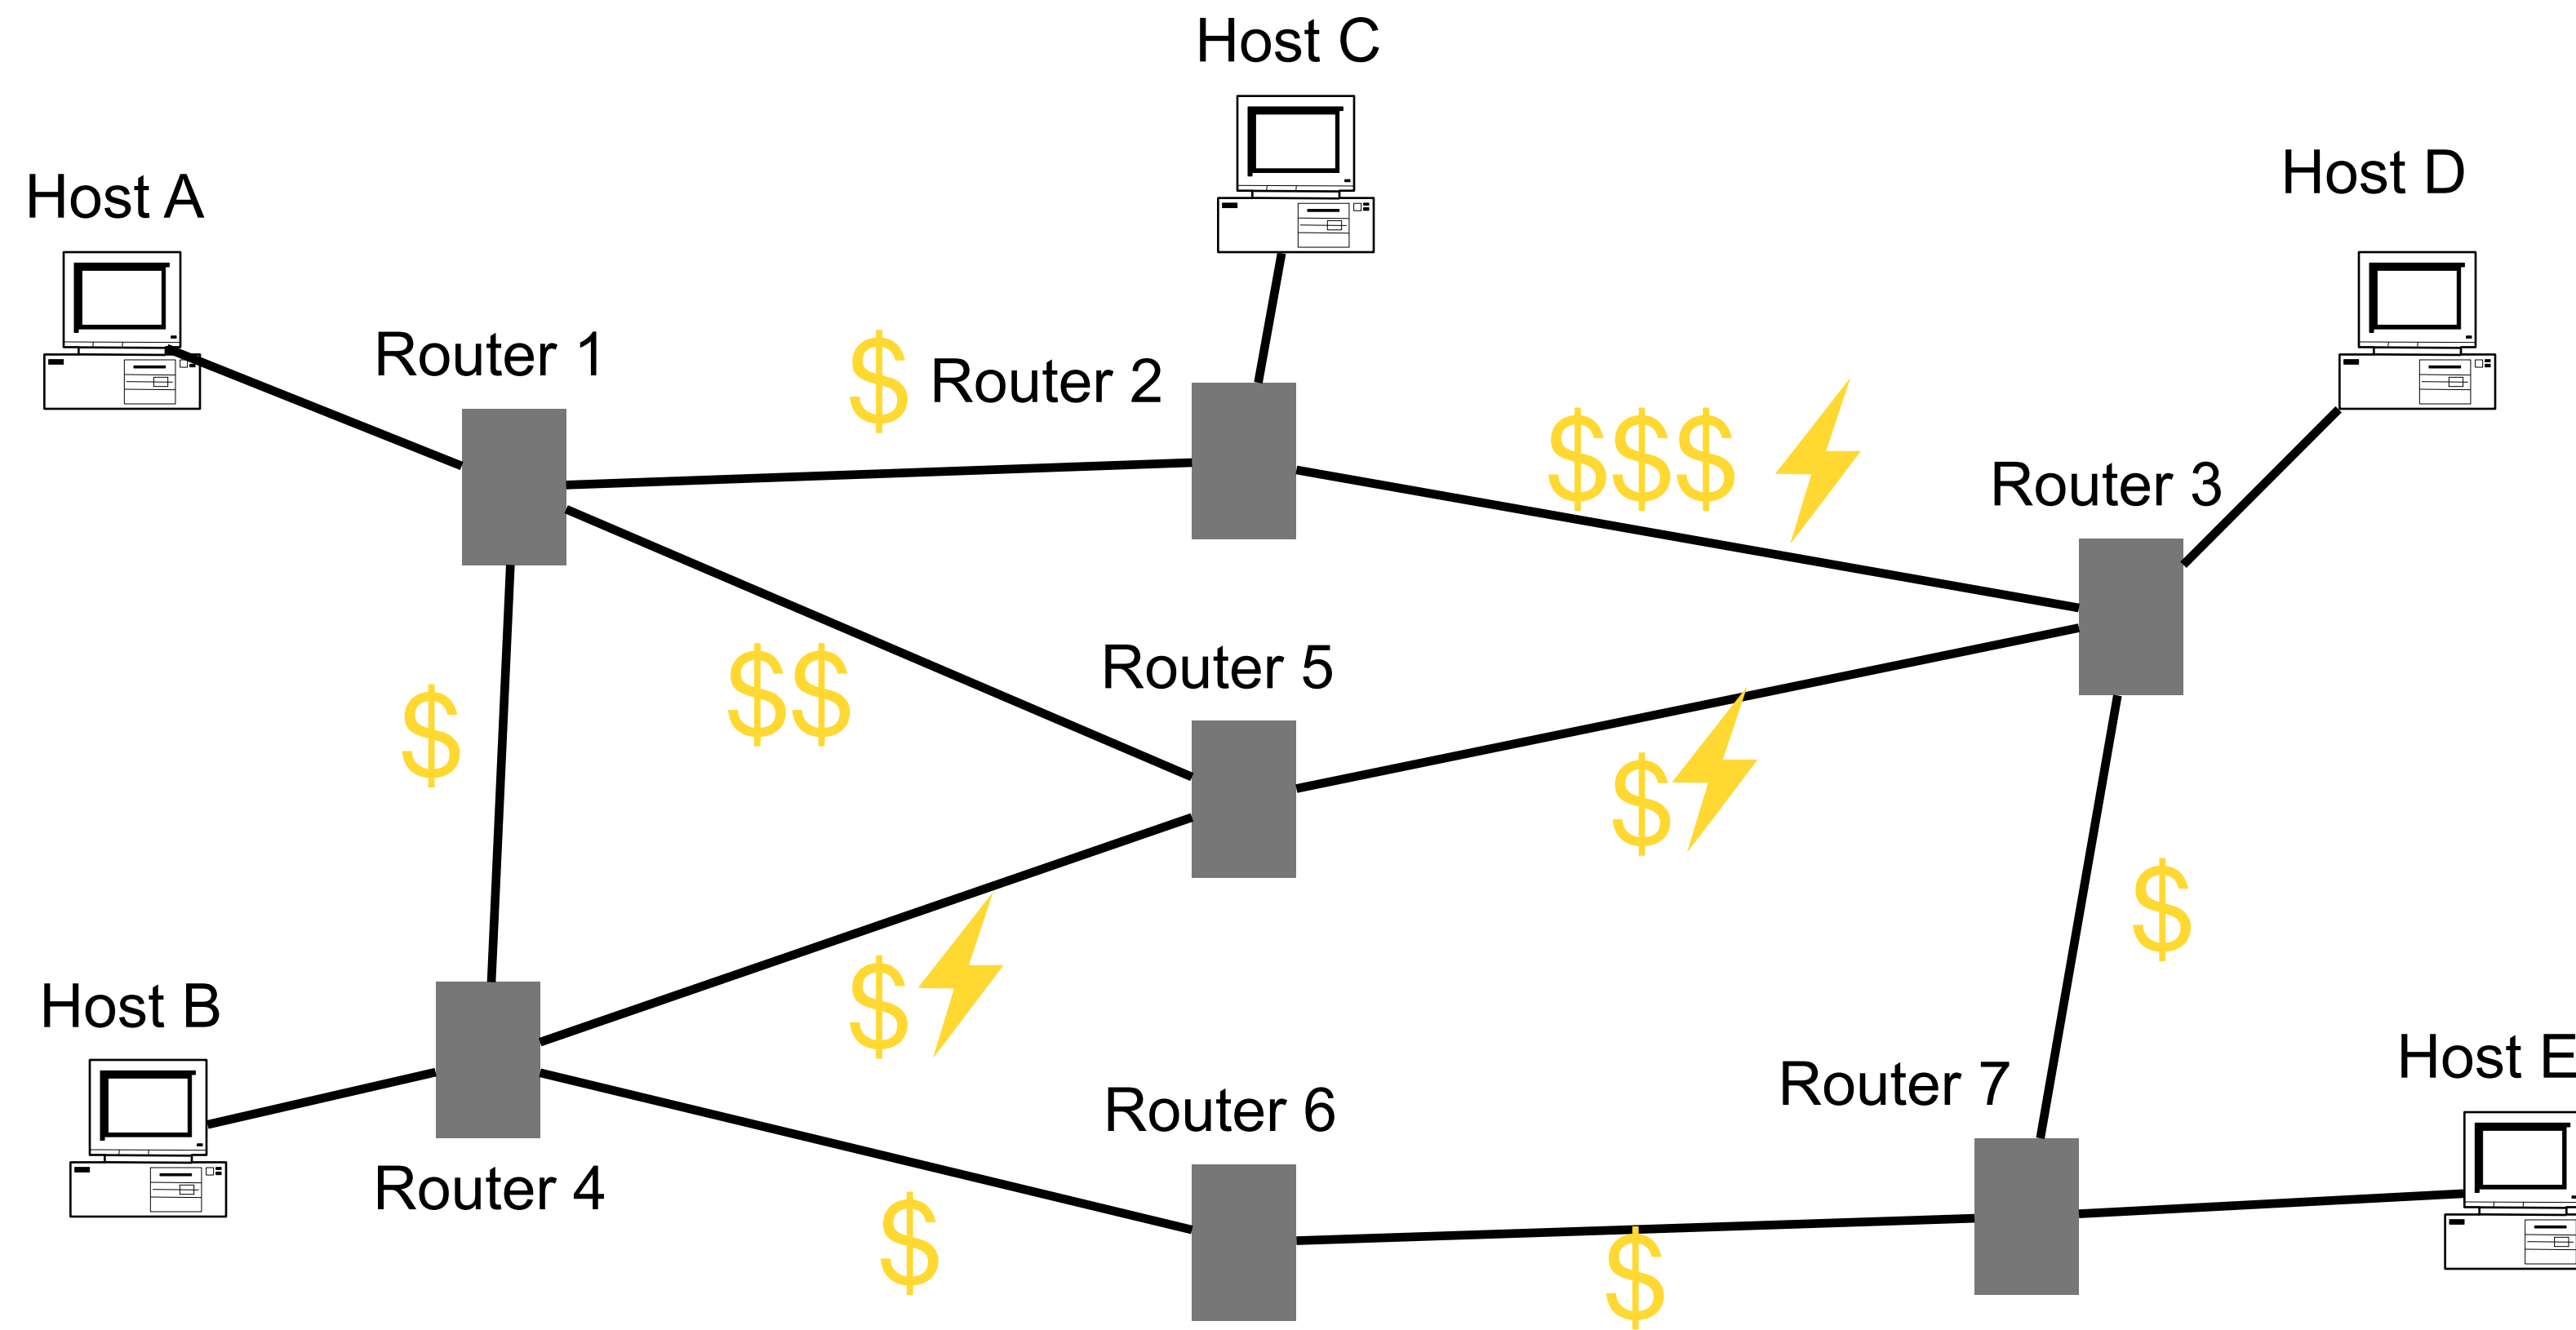 Host C
Host D
Host A
Router 1
$
Router 2
$$$
Router 3
Router 5
$$
$
$
$
$
Host B
Host E
Router 7
Router 6
Router 4
$
$